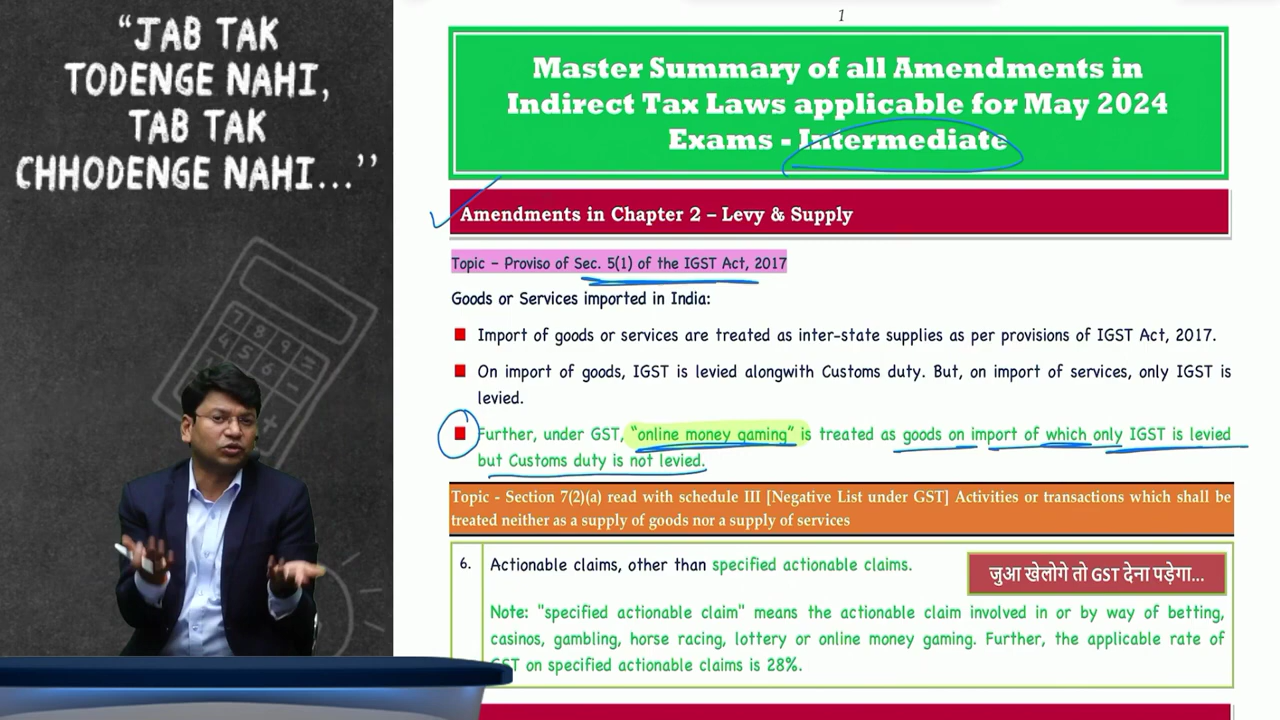 “JAB TAK
TODENGE NAHI,
TAB TAK
CHHODENGE NAHI...’’
1
Master Summary of all Amendments in
Indirect Tax Laws applicable for May 2024
Exams - Intermediate
Amendments in Chapter 2 – Levy & Supply
Topic – Proviso of Sec. 5(1) of the IGST Act, 2017
Goods or Services imported in India:
Import of goods or services are treated as inter-state supplies as per provisions of IGST Act, 2017.
On import of goods, IGST is levied alongwith Customs duty. But, on import of services, only IGST is
levied.
Further, under GST, “online money gaming” is treated as goods on import of which only IGST is levied
but Customs duty is not levied.
Topic - Section 7(2)(a) read with schedule III [Negative List under GST] Activities or transactions which shall be
treated neither as a supply of goods nor a supply of services
6. Actionable claims, other than specified actionable claims.
जुआ खेलोगे तो GST देना पड़ेगा...
Note: "specified actionable claim" means the actionable claim involved in or by way of betting,
casinos, gambling, horse racing, lottery or online money gaming. Further, the applicable rate of
GST on specified actionable claims is 28%.
7 8 9
4 5 6 -
+